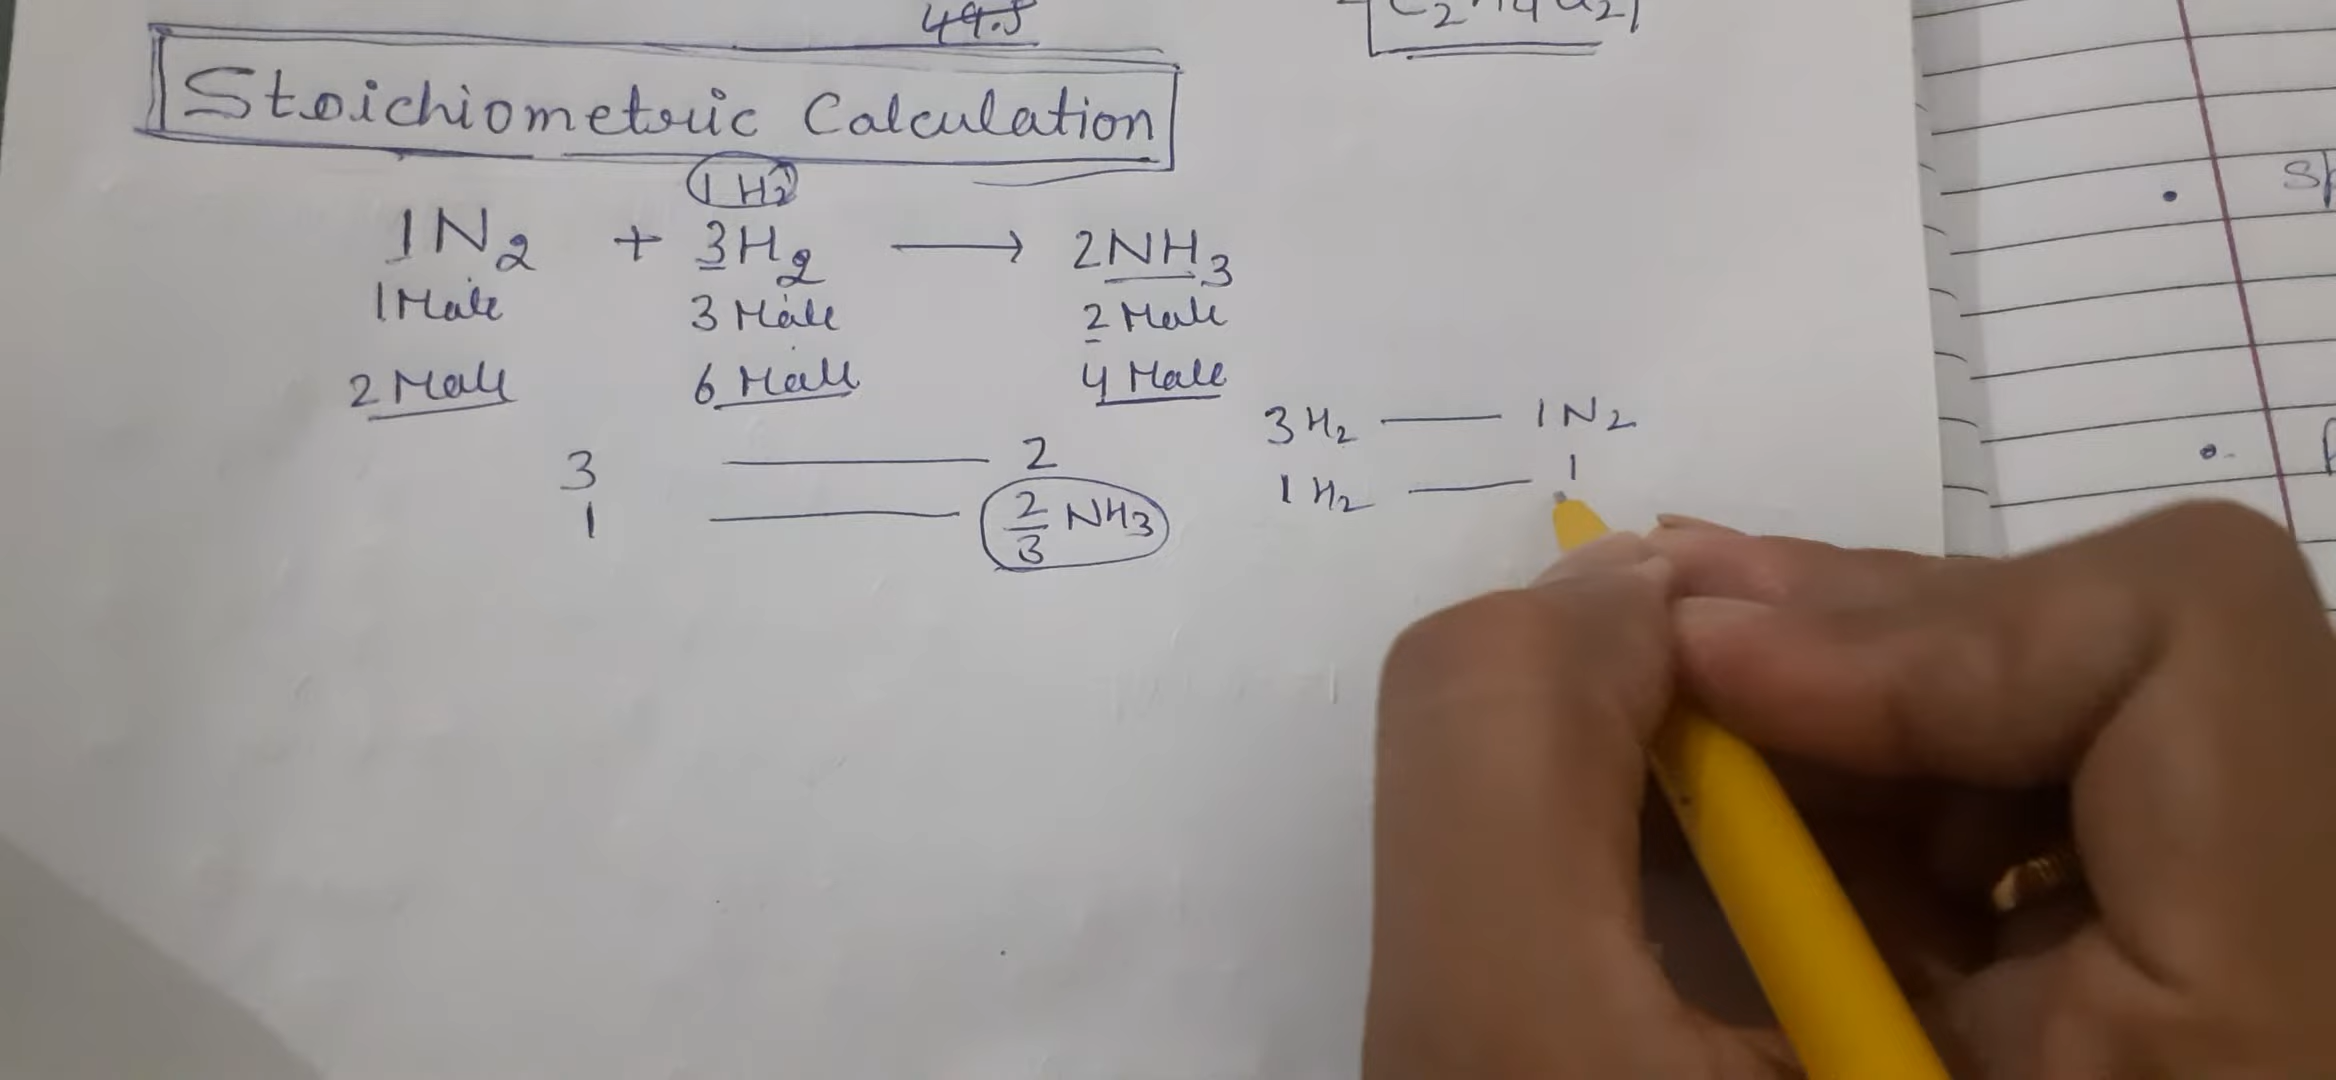 49.5
Stoichiometric Calculation
1 H2
1N2 + 3H2 → 2NH3
1 Mole 3 Mole 2 Mole
2 Mole 6 Mole 4 Mole
3 — 2
1 — 2/3 NH3
3H2 — 1N2
1H2 — 1